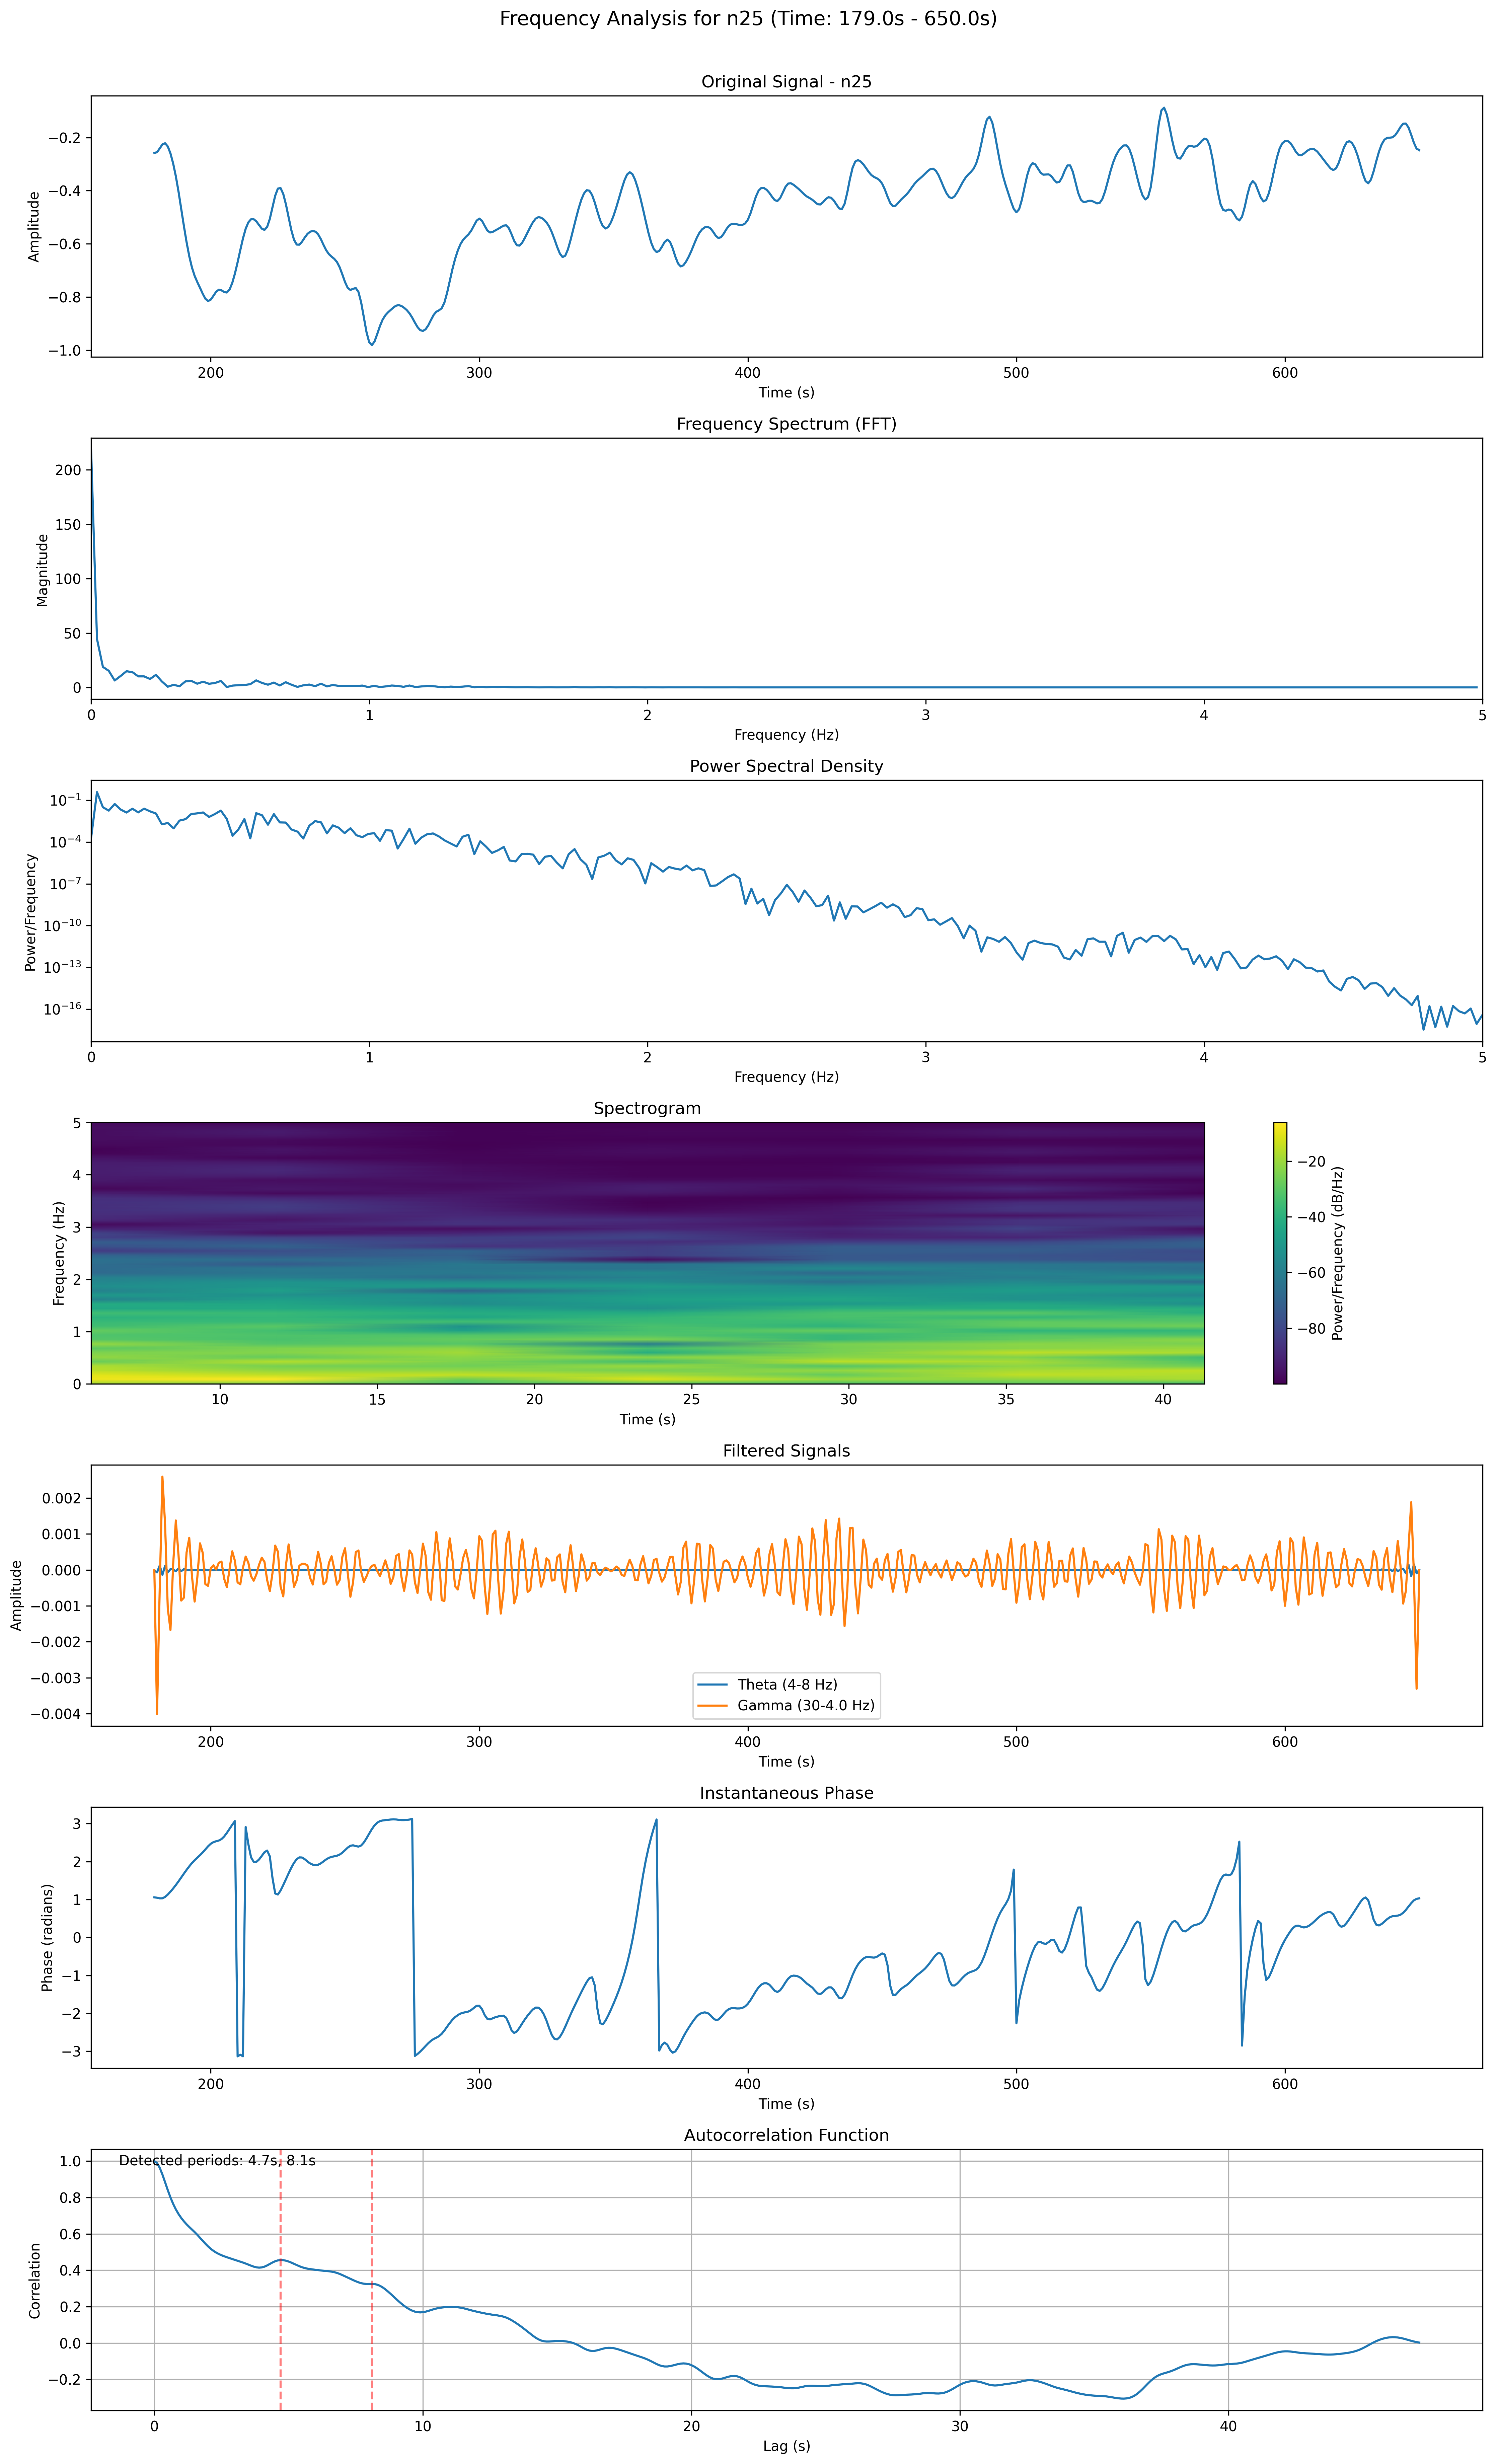 Frequency Analysis for n25 (Time: 179.0s - 650.0s)
Original Signal - n25
Amplitude
−0.2
−0.4
−0.6
−0.8
−1.0
200 300 400 500 600
Time (s)
Frequency Spectrum (FFT)
Magnitude
200
150
100
50
0
0 1 2 3 4 5
Frequency (Hz)
Power Spectral Density
Power/Frequency
10⁻¹
10⁻⁴
10⁻⁷
10⁻¹⁰
10⁻¹³
10⁻¹⁶
0 1 2 3 4 5
Frequency (Hz)
Spectrogram
Frequency (Hz)
5
4
3
2
1
0
10 15 20 25 30 35 40
Time (s)
−20
−40
−60
−80
Power/Frequency (dB/Hz)
Filtered Signals
Amplitude
0.002
0.001
0.000
−0.001
−0.002
−0.003
−0.004
Theta (4-8 Hz)
Gamma (30-4.0 Hz)
200 300 400 500 600
Time (s)
Instantaneous Phase
Phase (radians)
3
2
1
0
−1
−2
−3
200 300 400 500 600
Time (s)
Autocorrelation Function
Correlation
Detected periods: 4.7s, 8.1s
1.0
0.8
0.6
0.4
0.2
0.0
−0.2
0 10 20 30 40
Lag (s)